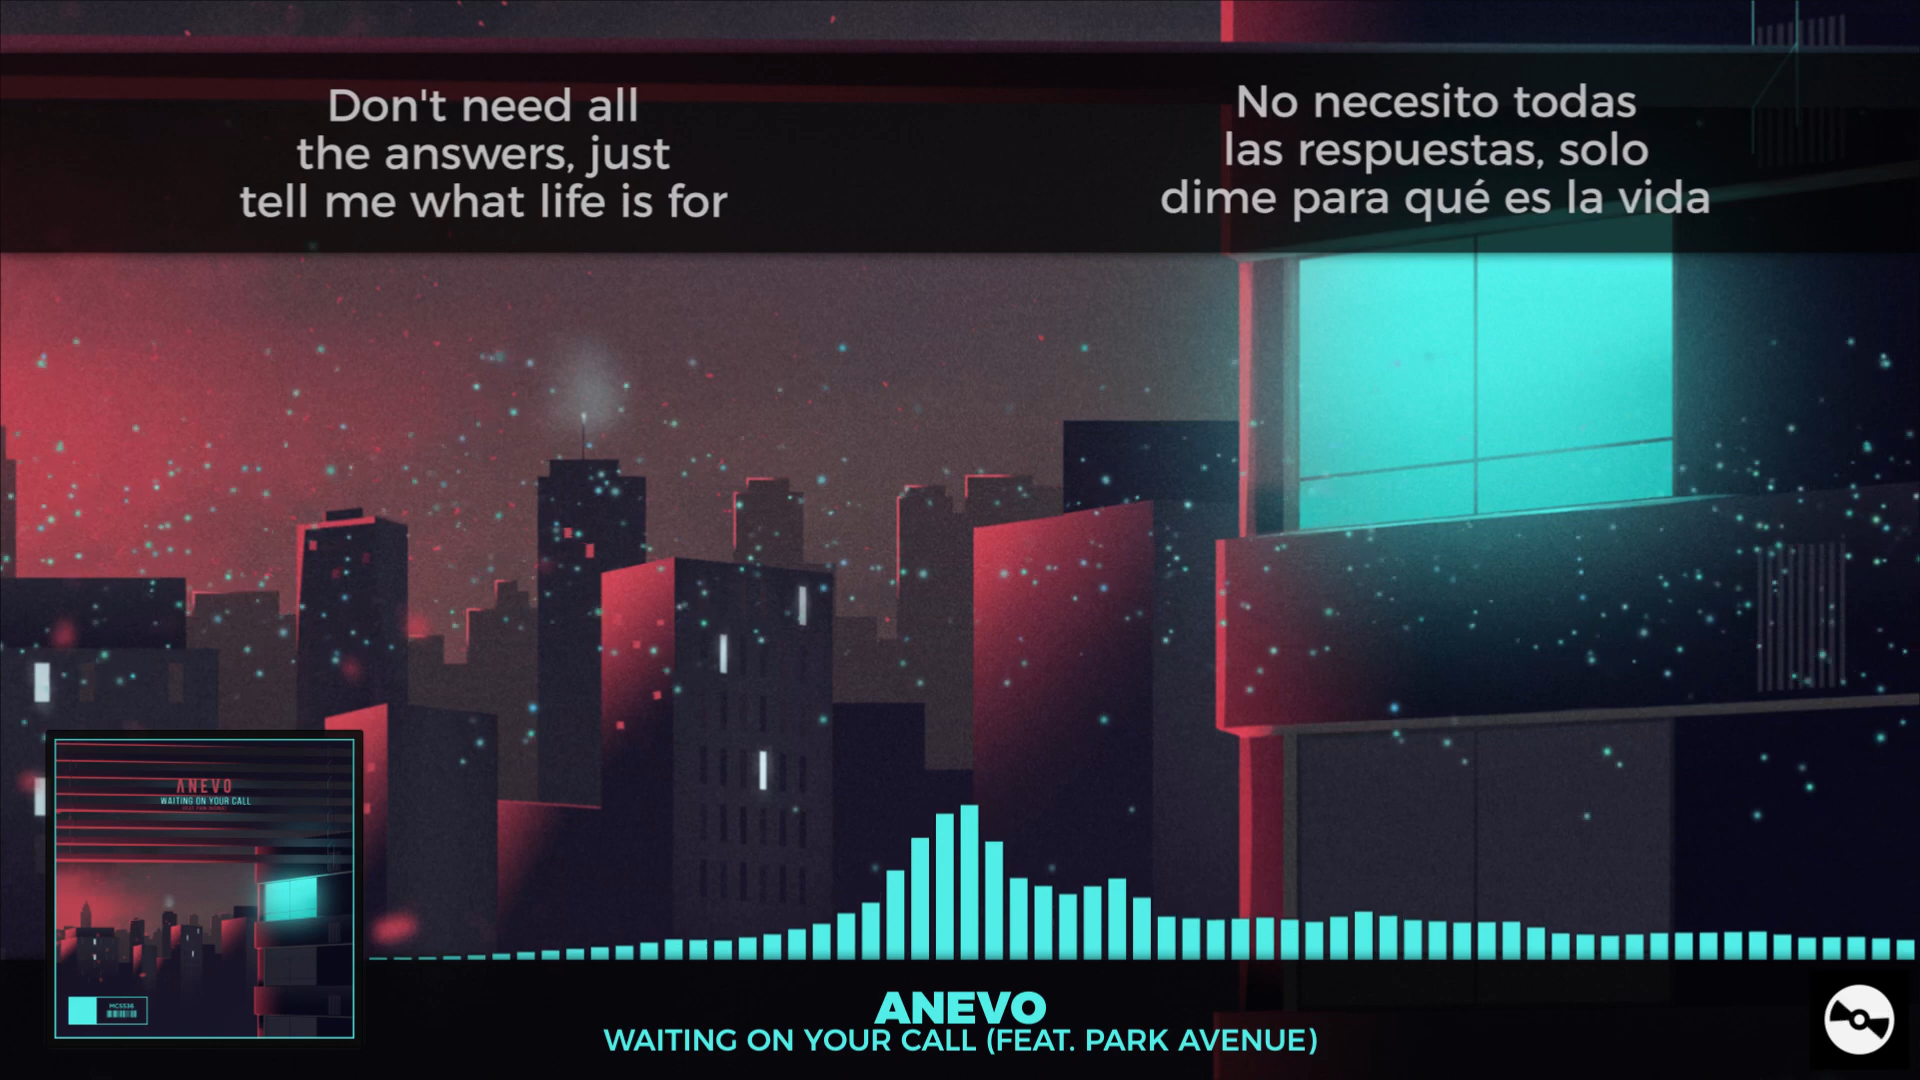 Don't need all
the answers, just
tell me what life is for
No necesito todas
las respuestas, solo
dime para qué es la vida
ANEVO
WAITING ON YOUR CALL
ANEVO
WAITING ON YOUR CALL (FEAT. PARK AVENUE)